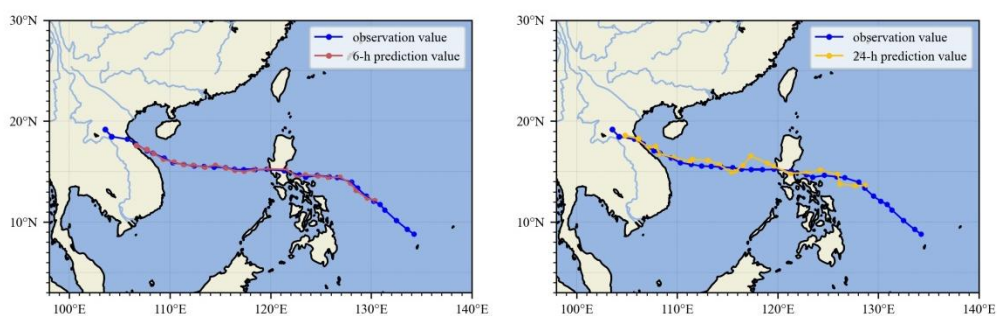 30°N
20°N
10°N
100°E 110°E 120°E 130°E 140°E
observation value
6-h prediction value
30°N
20°N
10°N
100°E 110°E 120°E 130°E 140°E
observation value
24-h prediction value